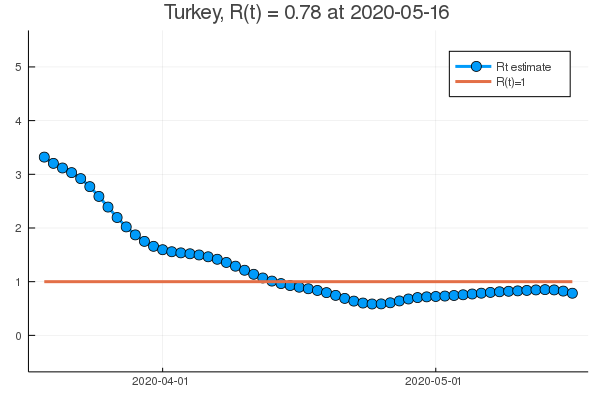 Turkey, R(t) = 0.78 at 2020-05-16
Rt estimate
R(t)=1
5
4
3
2
1
0
2020-04-01
2020-05-01